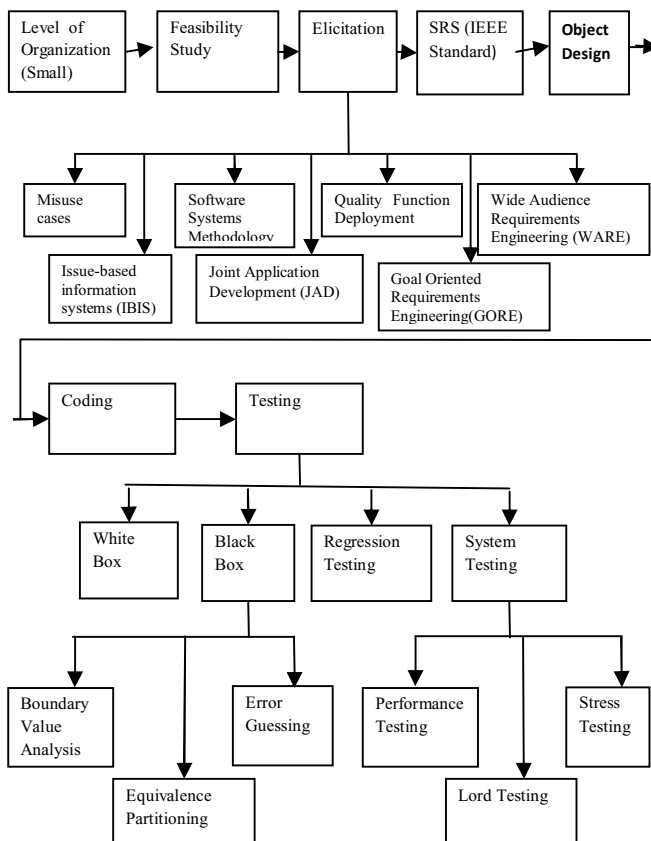 Level of
Organization
(Small)
Feasibility
Study
Elicitation
SRS (IEEE
Standard)
Object
Design
Misuse
cases
Software
Systems
Methodology
Quality Function
Deployment
Wide Audience
Requirements
Engineering (WARE)
Issue-based
information
systems (IBIS)
Joint Application
Development (JAD)
Goal Oriented
Requirements
Engineering(GORE)
Coding
Testing
White
Box
Black
Box
Regression
Testing
System
Testing
Boundary
Value
Analysis
Error
Guessing
Performance
Testing
Stress
Testing
Equivalence
Partitioning
Lord Testing